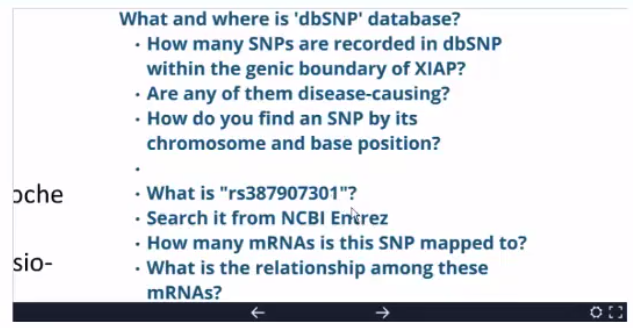 What and where is 'dbSNP' database?
• How many SNPs are recorded in dbSNP
within the genic boundary of XIAP?
• Are any of them disease-causing?
• How do you find an SNP by its
chromosome and base position?
•
• What is "rs387907301"?
• Search it from NCBI Entrez
• How many mRNAs is this SNP mapped to?
• What is the relationship among these
mRNAs?
oche
sio-